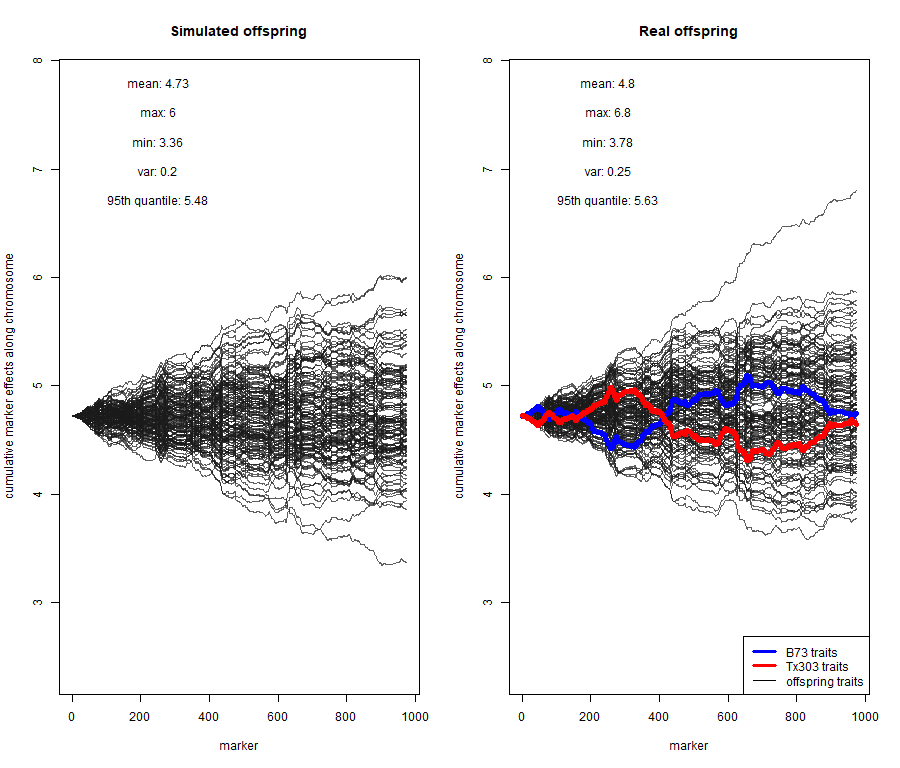 Simulated offspring
mean: 4.73
max: 6
min: 3.36
var: 0.2
95th quantile: 5.48
cumulative marker effects along chromosome
8
7
6
5
4
3
0 200 400 600 800 1000
marker
Real offspring
mean: 4.8
max: 6.8
min: 3.78
var: 0.25
95th quantile: 5.63
cumulative marker effects along chromosome
8
7
6
5
4
3
B73 traits
Tx303 traits
offspring traits
0 200 400 600 800 1000
marker